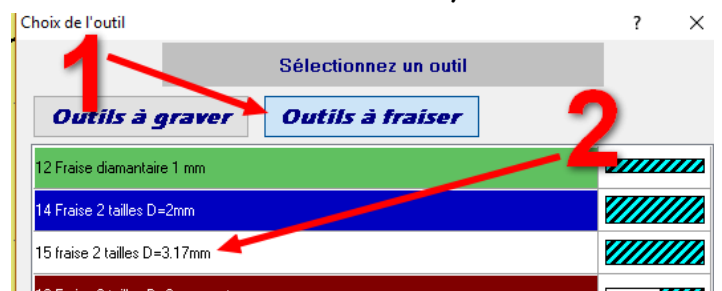 Choix de l'outil ? ×
1
Sélectionnez un outil
Outils à graver Outils à fraiser
2
12 Fraise diamantaire 1 mm
14 Fraise 2 tailles D=2mm
15 fraise 2 tailles D=3.17mm